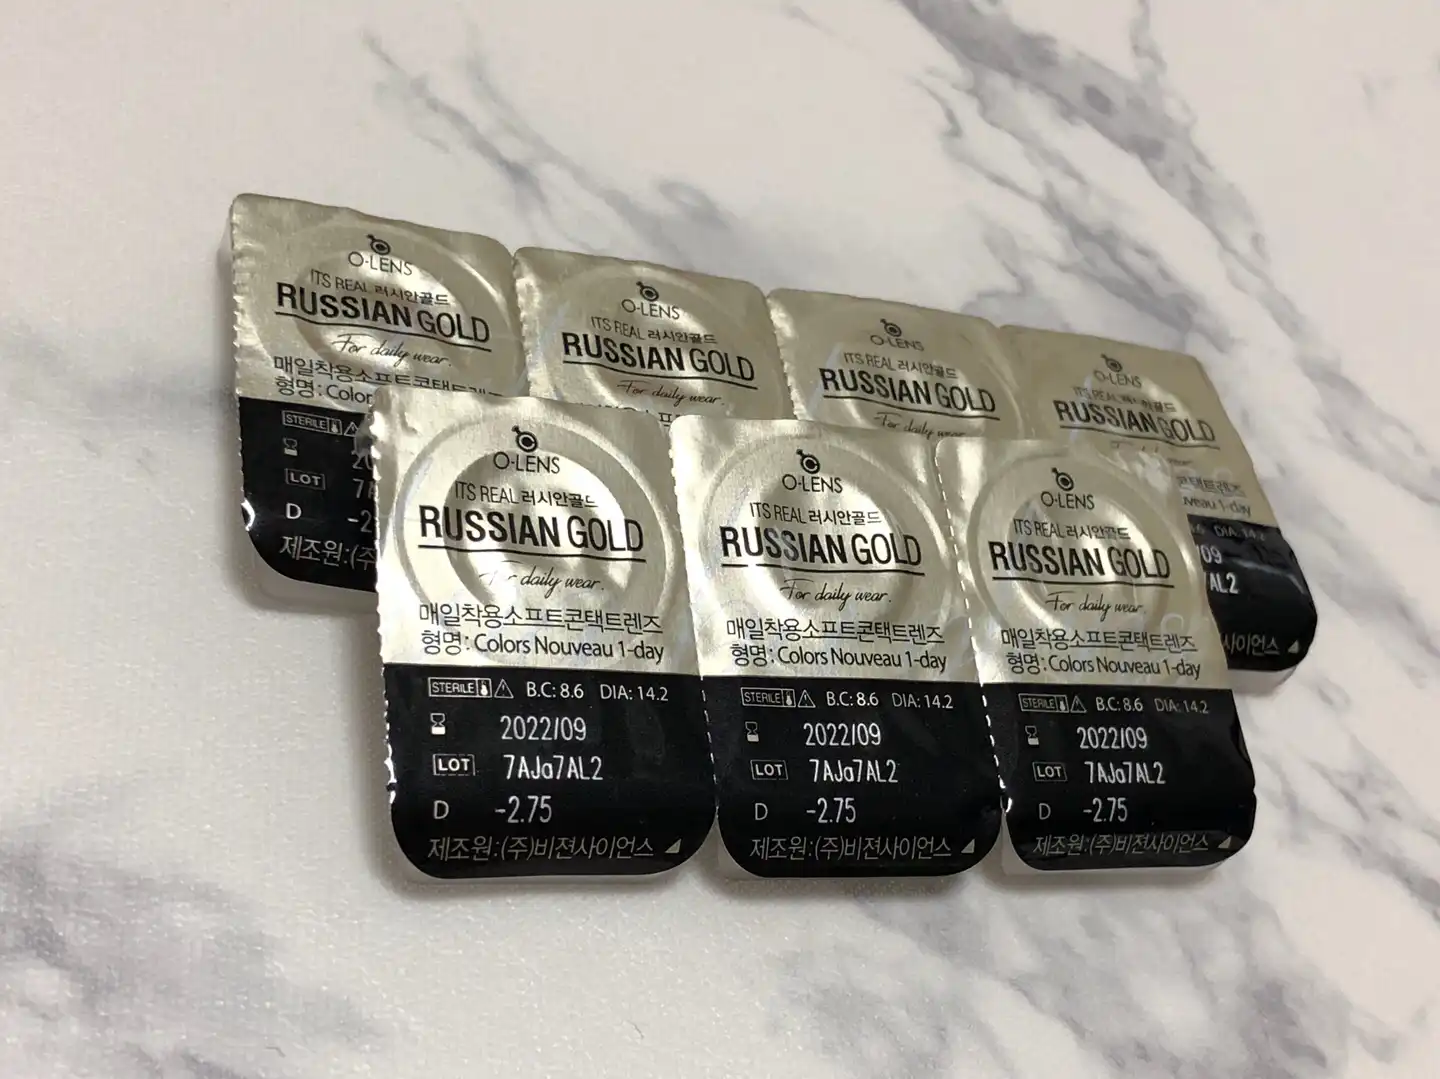 O-LENS
ITS REAL 러시안골드
RUSSIAN GOLD
For daily wear.
매일착용소프트콘택트렌즈
형명: Color
STERILE
20
LOT
D -2
제조원:(주
O-LENS
ITS REAL 러시안골드
RUSSIAN GOLD
For daily wear.
O-LENS
ITS REAL 러시안골드
RUSSIAN GOLD
For daily wear.
O-LENS
ITS REAL 러시안골드
RUSSIAN GOLD
콘택트렌즈
veau 1-day
DIA: 14.2
/09
AL2
사이언스
O-LENS
ITS REAL 러시안골드
RUSSIAN GOLD
For daily wear.
매일착용소프트콘택트렌즈
형명: Colors Nouveau 1-day
STERILE B.C: 8.6 DIA: 14.2
2022/09
LOT 7AJa7AL2
D -2.75
제조원:(주)비젼사이언스
O-LENS
ITS REAL 러시안골드
RUSSIAN GOLD
For daily wear.
매일착용소프트콘택트렌즈
형명: Colors Nouveau 1-day
STERILE B.C: 8.6 DIA: 14.2
2022/09
LOT 7AJa7AL2
D -2.75
제조원:(주)비젼사이언스
O-LENS
ITS REAL 러시안골드
RUSSIAN GOLD
For daily wear.
매일착용소프트콘택트렌즈
형명: Colors Nouveau 1-day
STERILE B.C: 8.6 DIA: 14.2
2022/09
LOT 7AJa7AL2
D -2.75
제조원:(주)비젼사이언스